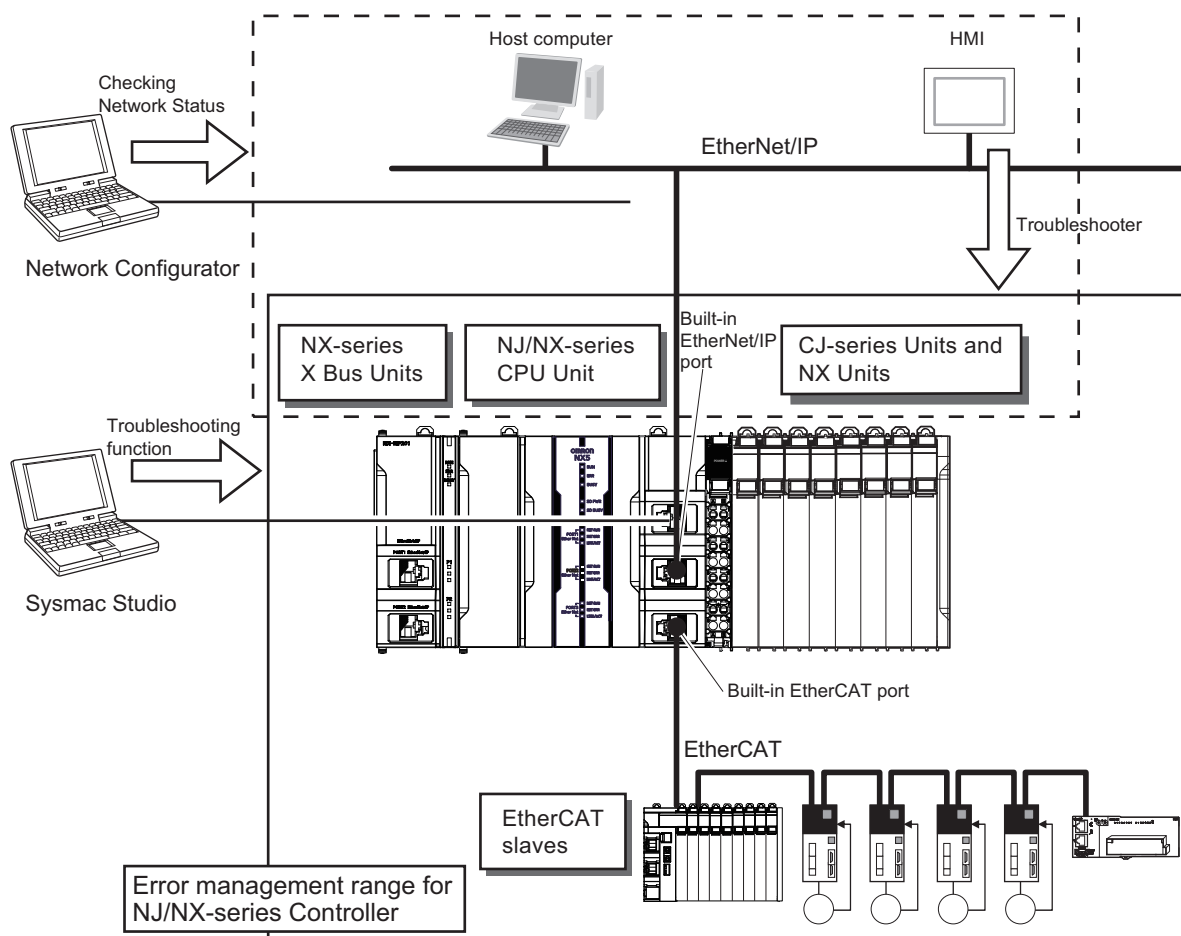 Host computer
HMI
Checking
Network Status
EtherNet/IP
Troubleshooter
Network Configurator
NX-series
X Bus Units
NJ/NX-series
CPU Unit
Built-in
EtherNet/IP
port
CJ-series Units and
NX Units
Troubleshooting
function
OMRON
NX5
Sysmac Studio
Built-in EtherCAT port
EtherCAT
EtherCAT
slaves
Error management range for
NJ/NX-series Controller